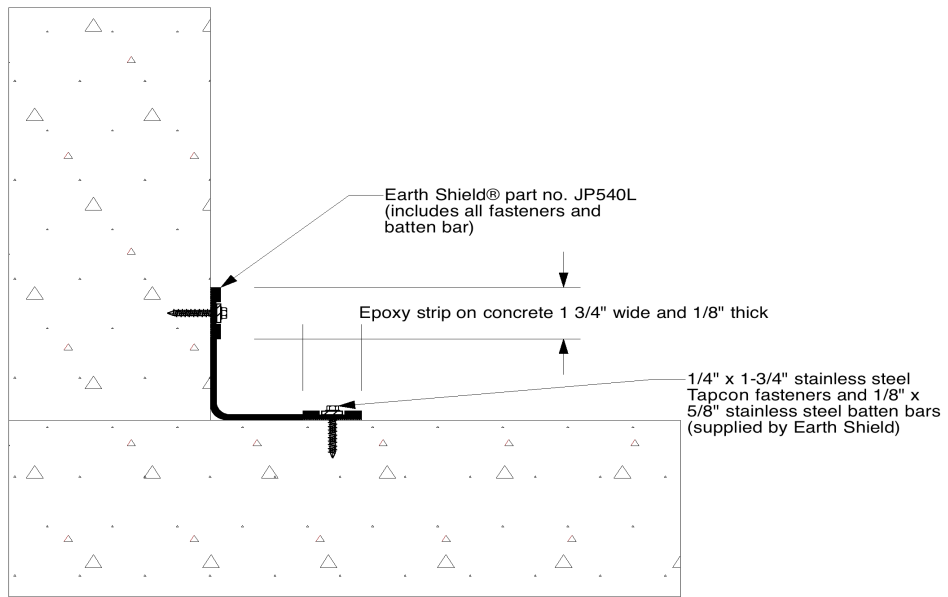 Earth Shield® part no. JP540L
(includes all fasteners and
batten bar)
Epoxy strip on concrete 1 3/4" wide and 1/8" thick
1/4" x 1-3/4" stainless steel
Tapcon fasteners and 1/8" x
5/8" stainless steel batten bars
(supplied by Earth Shield)